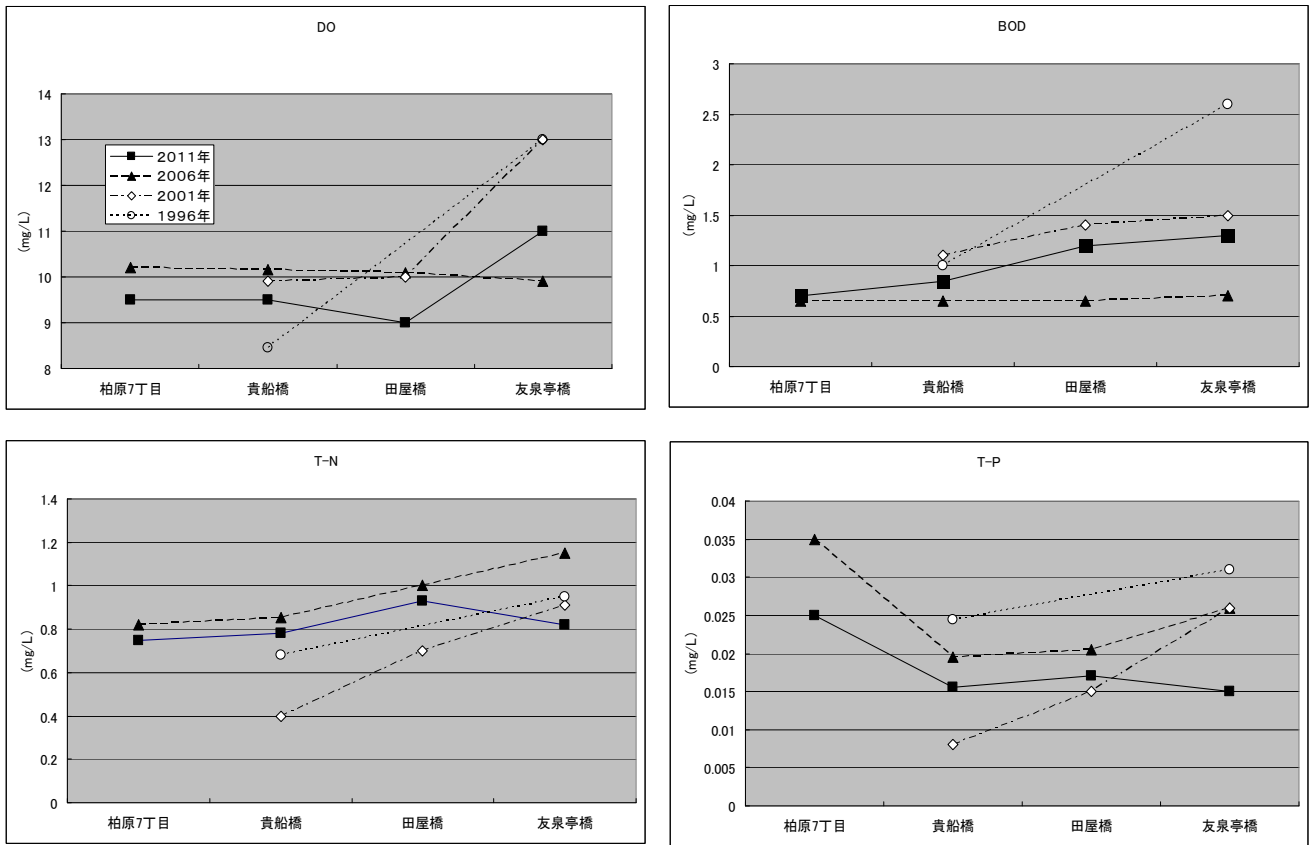 DO
14
13
12
11
10
9
8
(mg/L)
2011年
2006年
2001年
1996年
柏原7丁目 貴船橋 田屋橋 友泉亭橋
BOD
3
2.5
2
1.5
1
0.5
0
(mg/L)
柏原7丁目 貴船橋 田屋橋 友泉亭橋
T-N
1.4
1.2
1
0.8
0.6
0.4
0.2
0
(mg/L)
柏原7丁目 貴船橋 田屋橋 友泉亭橋
T-P
0.04
0.035
0.03
0.025
0.02
0.015
0.01
0.005
0
(mg/L)
柏原7丁目 貴船橋 田屋橋 友泉亭橋